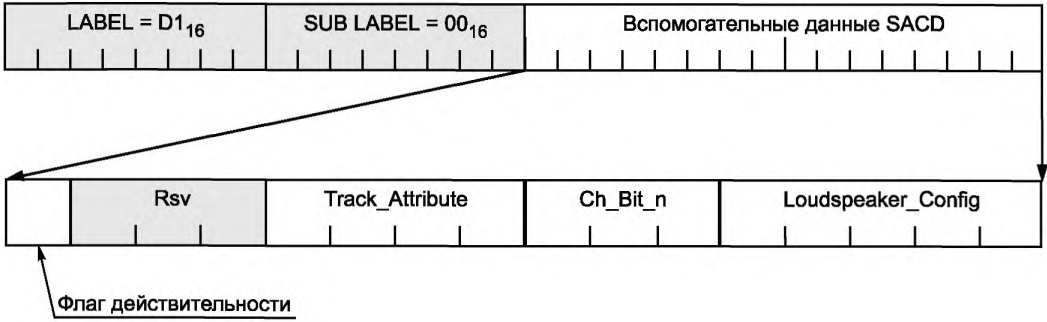 LABEL = D1₁₆ SUB LABEL = 00₁₆ Вспомогательные данные SACD
Rsv Track_Attribute Ch_Bit_n Loudspeaker_Config
Флаг действительности